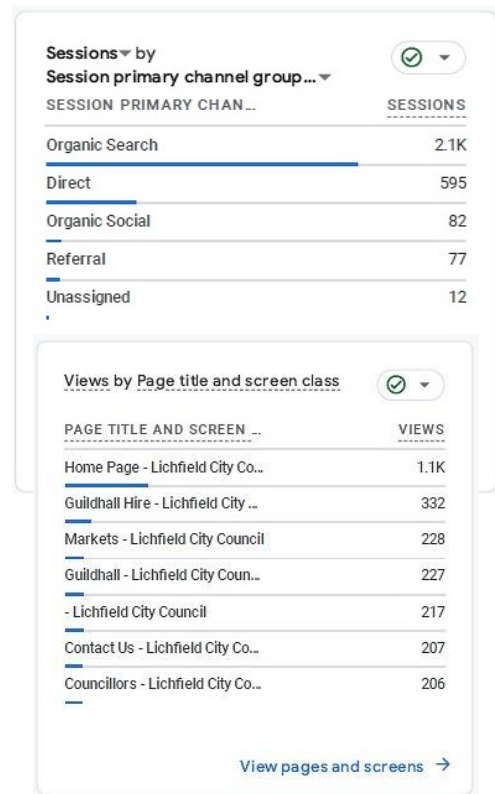 Sessions by
Session primary channel group...
SESSION PRIMARY CHAN... SESSIONS
Organic Search 2.1K
Direct 595
Organic Social 82
Referral 77
Unassigned 12
Views by Page title and screen class
PAGE TITLE AND SCREEN ... VIEWS
Home Page - Lichfield City Co... 1.1K
Guildhall Hire - Lichfield City ... 332
Markets - Lichfield City Council 228
Guildhall - Lichfield City Coun... 227
- Lichfield City Council 217
Contact Us - Lichfield City Co... 207
Councillors - Lichfield City Co... 206
View pages and screens →